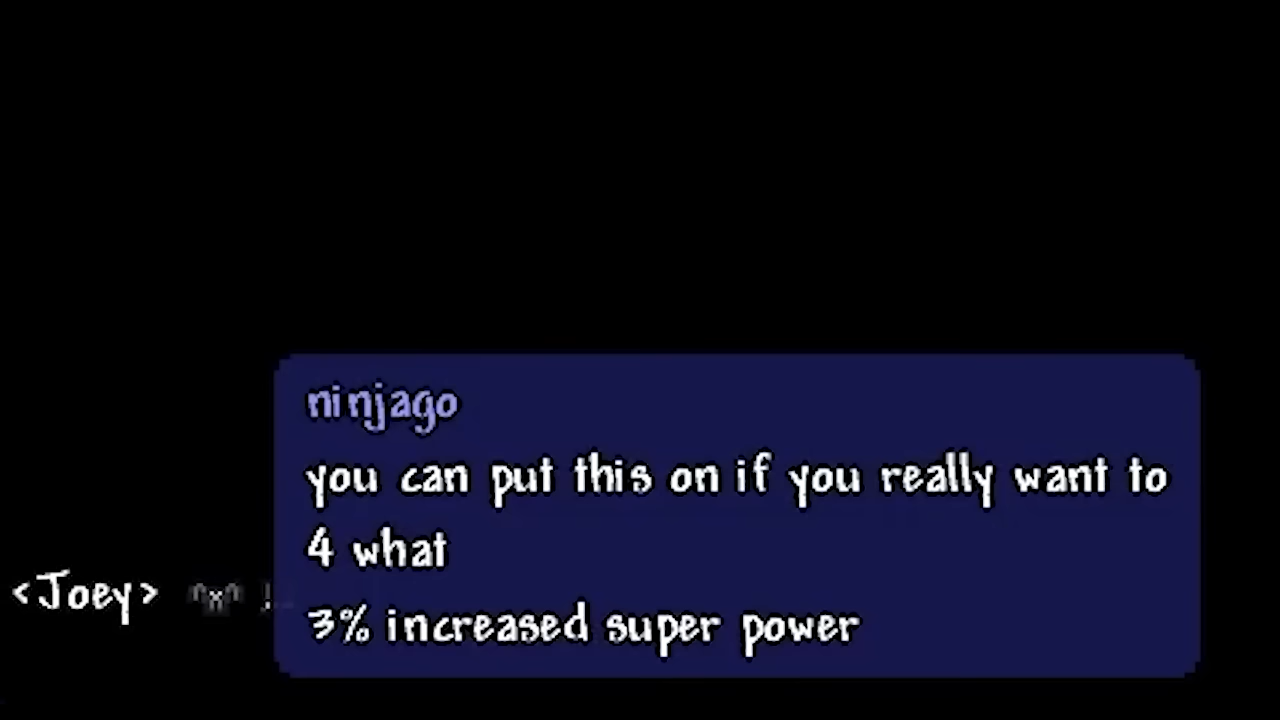 ninjago
you can put this on if you really want to
4 what
<Joey>
3% increased super power